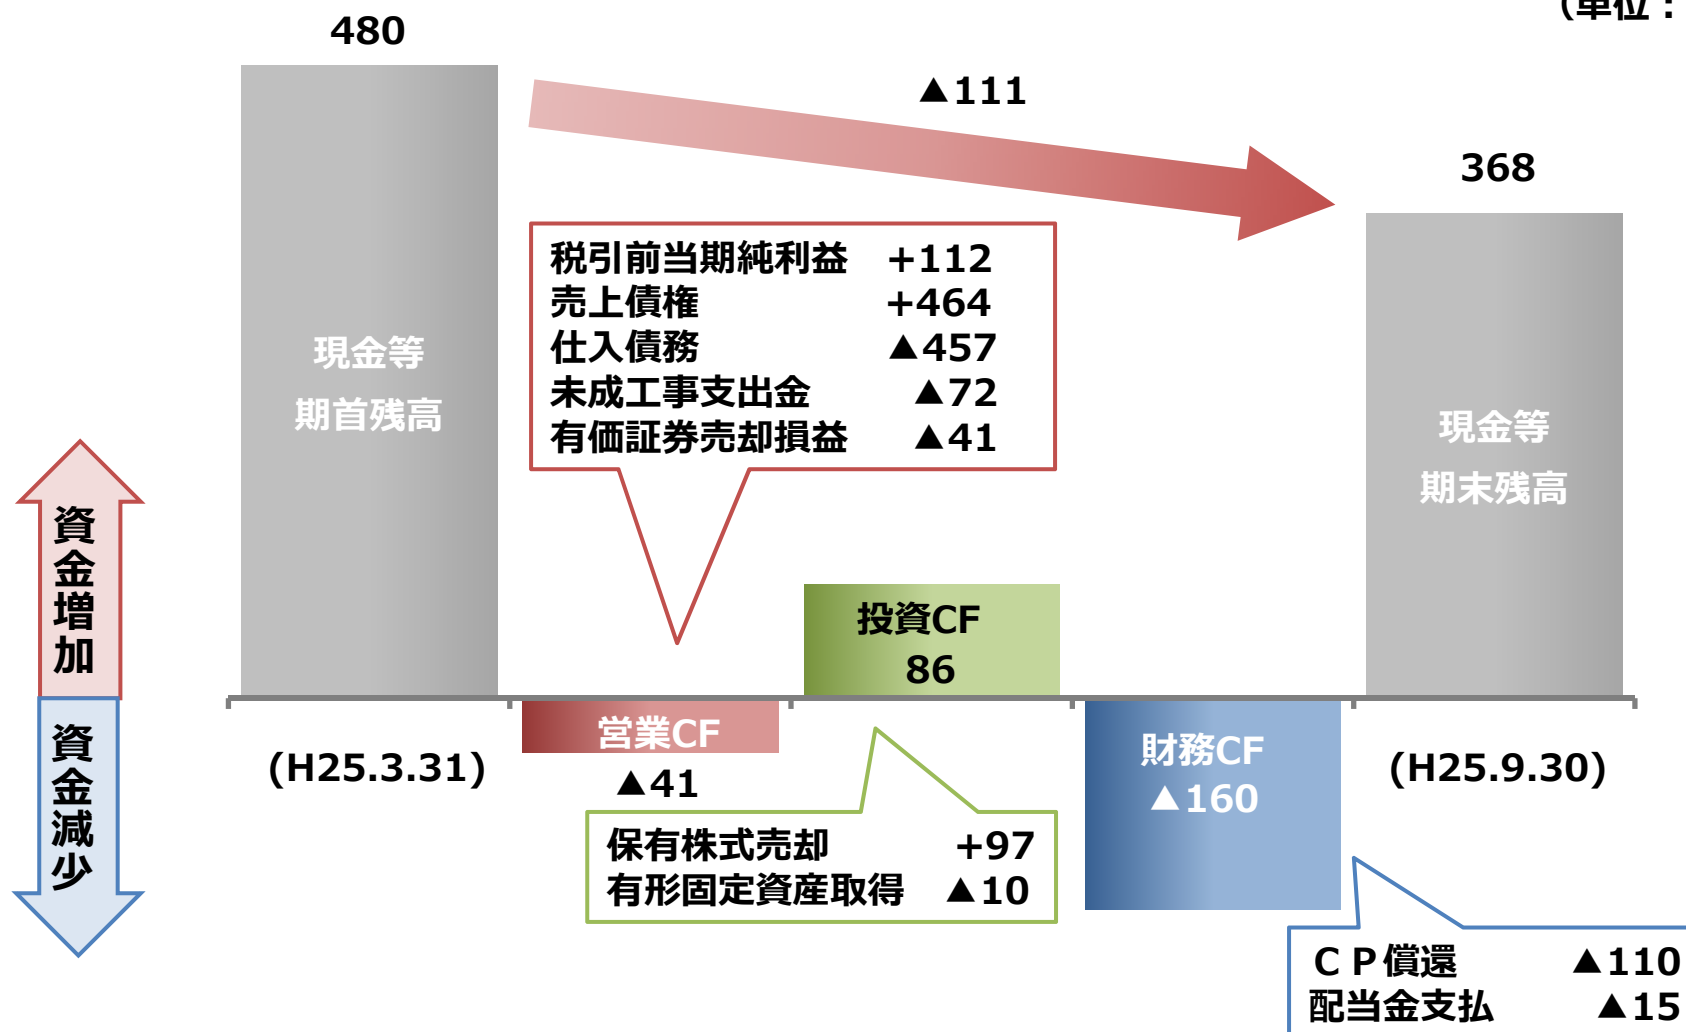 (単位：
480
▲111
368
税引前当期純利益 +112
売上債権 +464
仕入債務 ▲457
未成工事支出金 ▲72
有価証券売却損益 ▲41
現金等
期首残高
現金等
期末残高
資金増加
資金減少
投資CF
86
営業CF
▲41
財務CF
▲160
(H25.3.31)
(H25.9.30)
保有株式売却 +97
有形固定資産取得 ▲10
ＣＰ償還 ▲110
配当金支払 ▲15